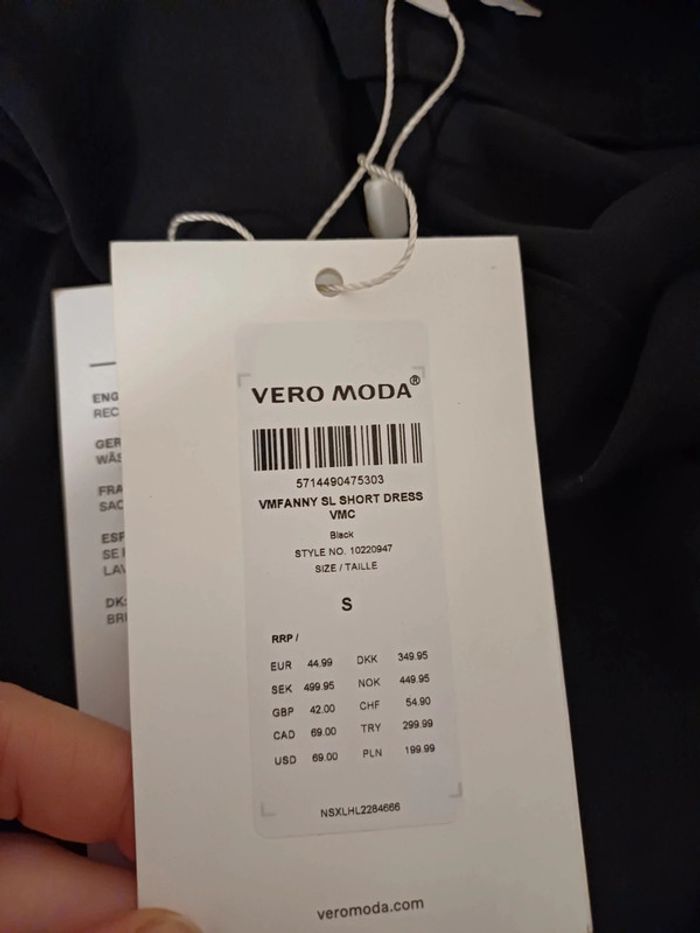 VERO MODA®
5714490475303
VMFANNY SL SHORT DRESS
VMC
Black
STYLE NO. 10220947
SIZE / TAILLE
S
RRP /
EUR 44.99 DKK 349.95
SEK 499.95 NOK 449.95
GBP 42.00 CHF 54.90
CAD 69.00 TRY 299.99
USD 69.00 PLN 199.99
NSXLHL2284666
veromoda.com
ENG
REC
GER
WÄS
FRA
SAC
ESP
SE
LAV
DK:
BRI